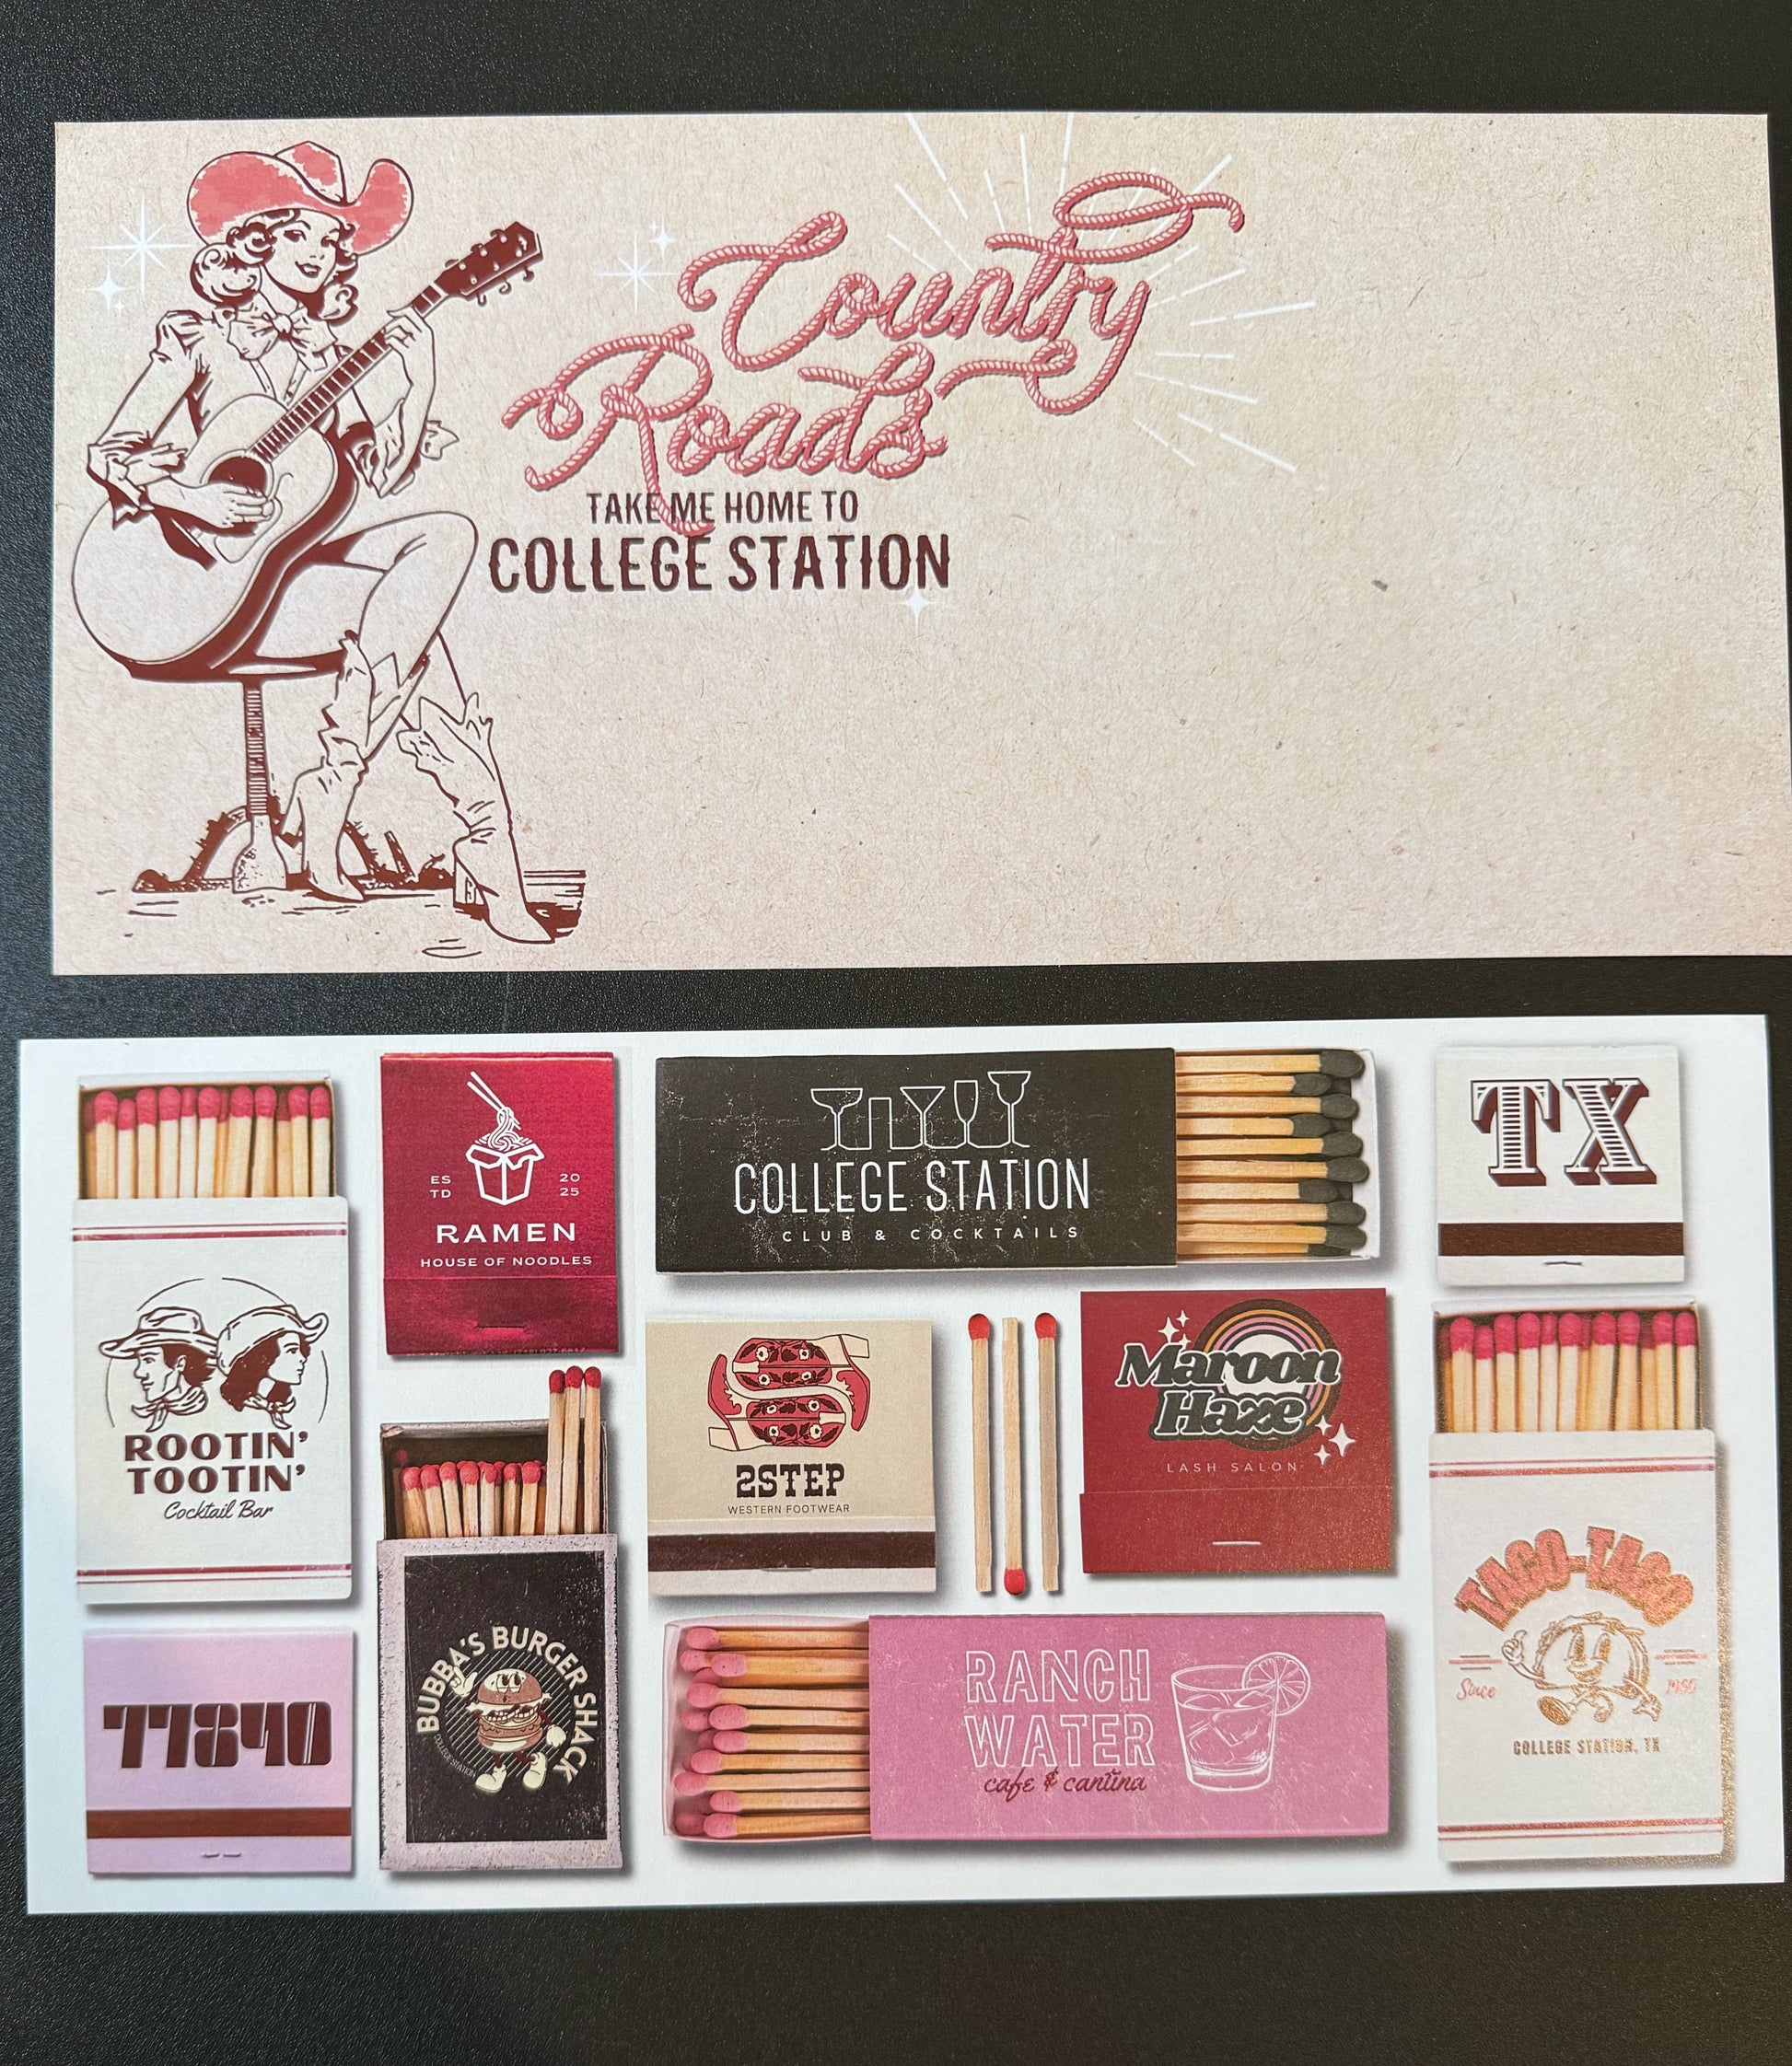 Country
Roads
TAKE ME HOME TO
COLLEGE STATION
ROOTIN'
TOOTIN'
Cocktail Bar
ES
TD
20
25
RAMEN
HOUSE OF NOODLES
COLLEGE STATION
CLUB & COCKTAILS
TX
2STEP
WESTERN FOOTWEAR
Maroon
Haze
LASH SALON
77840
BUBBA'S BURGER SHACK
COLLEGE STATION
RANCH
WATER
cafe & cantina
TACO-TACO
Since
COLLEGE STATION, TX